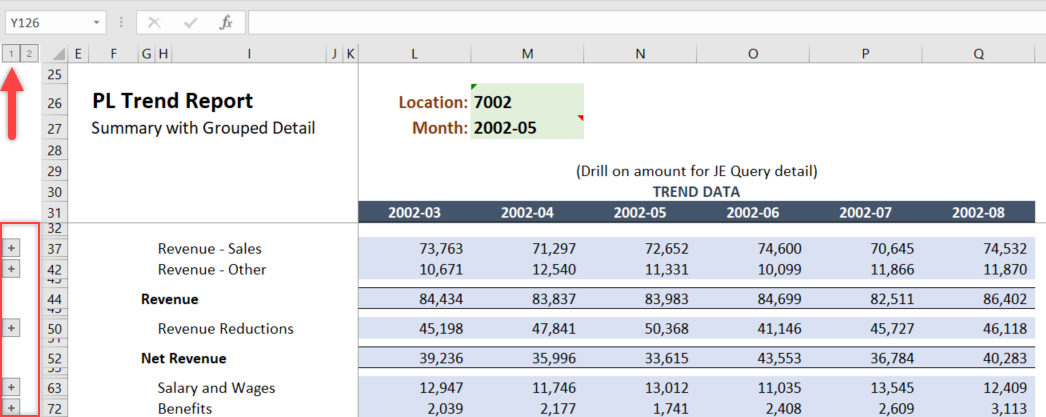 Y126 fx
1 2 E F G H I J K L M N O P Q
25
26 PL Trend Report Location: 7002
27 Summary with Grouped Detail Month: 2002-05
28
29 (Drill on amount for JE Query detail)
30 TREND DATA
31 2002-03 2002-04 2002-05 2002-06 2002-07 2002-08
32
+ 37 Revenue - Sales 73,763 71,297 72,652 74,600 70,645 74,532
+ 42 Revenue - Other 10,671 12,540 11,331 10,099 11,866 11,870
44 Revenue 84,434 83,837 83,983 84,699 82,511 86,402
+ 50 Revenue Reductions 45,198 47,841 50,368 41,146 45,727 46,118
52 Net Revenue 39,236 35,996 33,615 43,553 36,784 40,283
+ 63 Salary and Wages 12,947 11,746 13,012 11,035 13,545 12,409
+ 72 Benefits 2,039 2,177 1,741 2,408 2,609 3,113